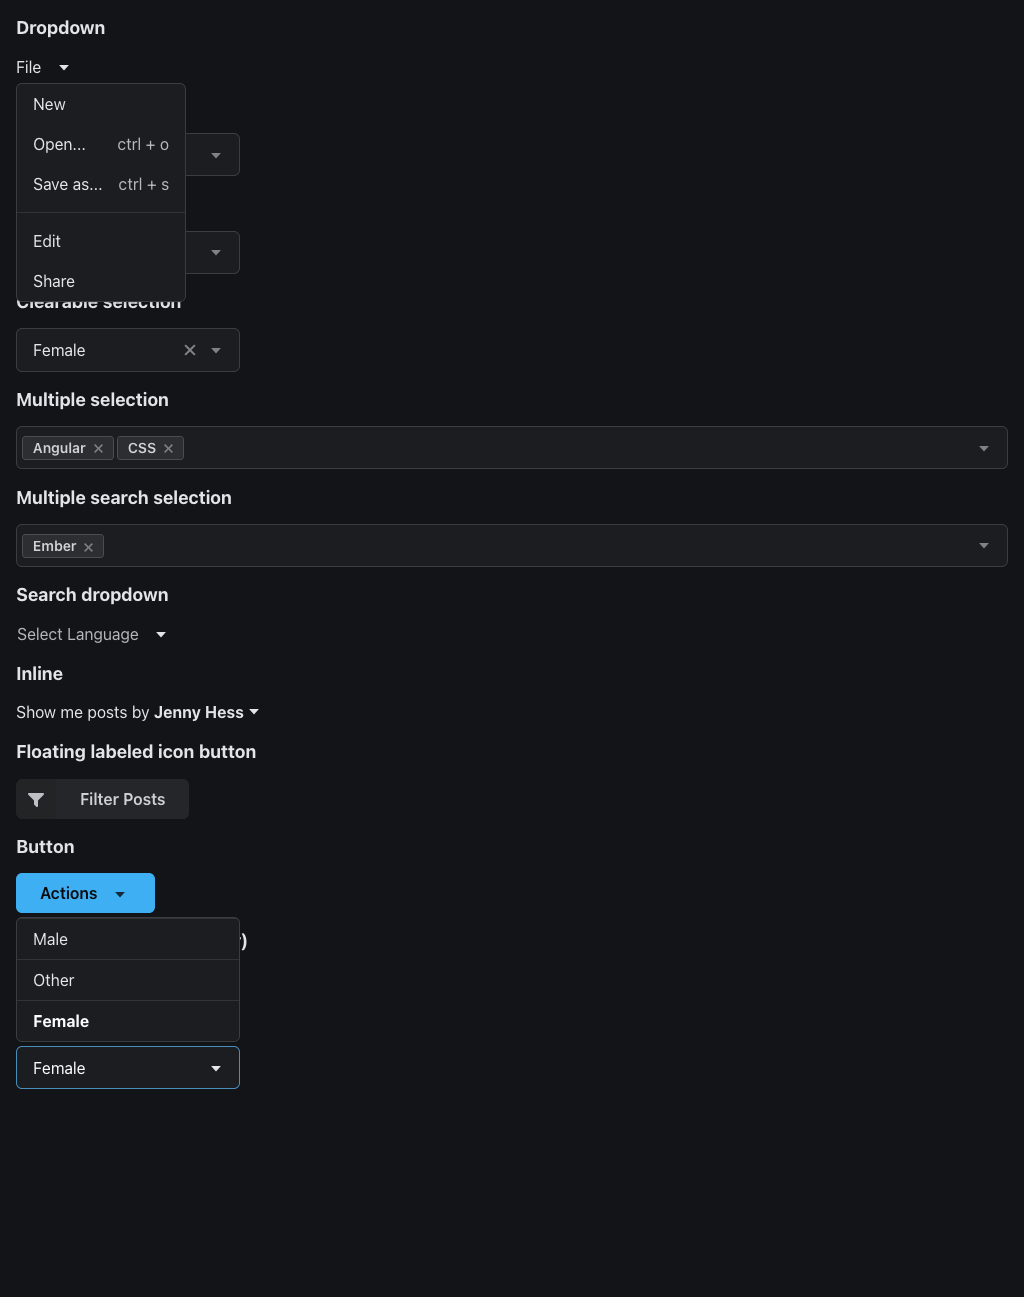 Dropdown
File
New
Open... ctrl + o
Save as... ctrl + s
Edit
Share
Clearable selection
Female
Multiple selection
Angular CSS
Multiple search selection
Ember
Search dropdown
Select Language
Inline
Show me posts by Jenny Hess
Floating labeled icon button
Filter Posts
Button
Actions
Male
)
Other
Female
Female